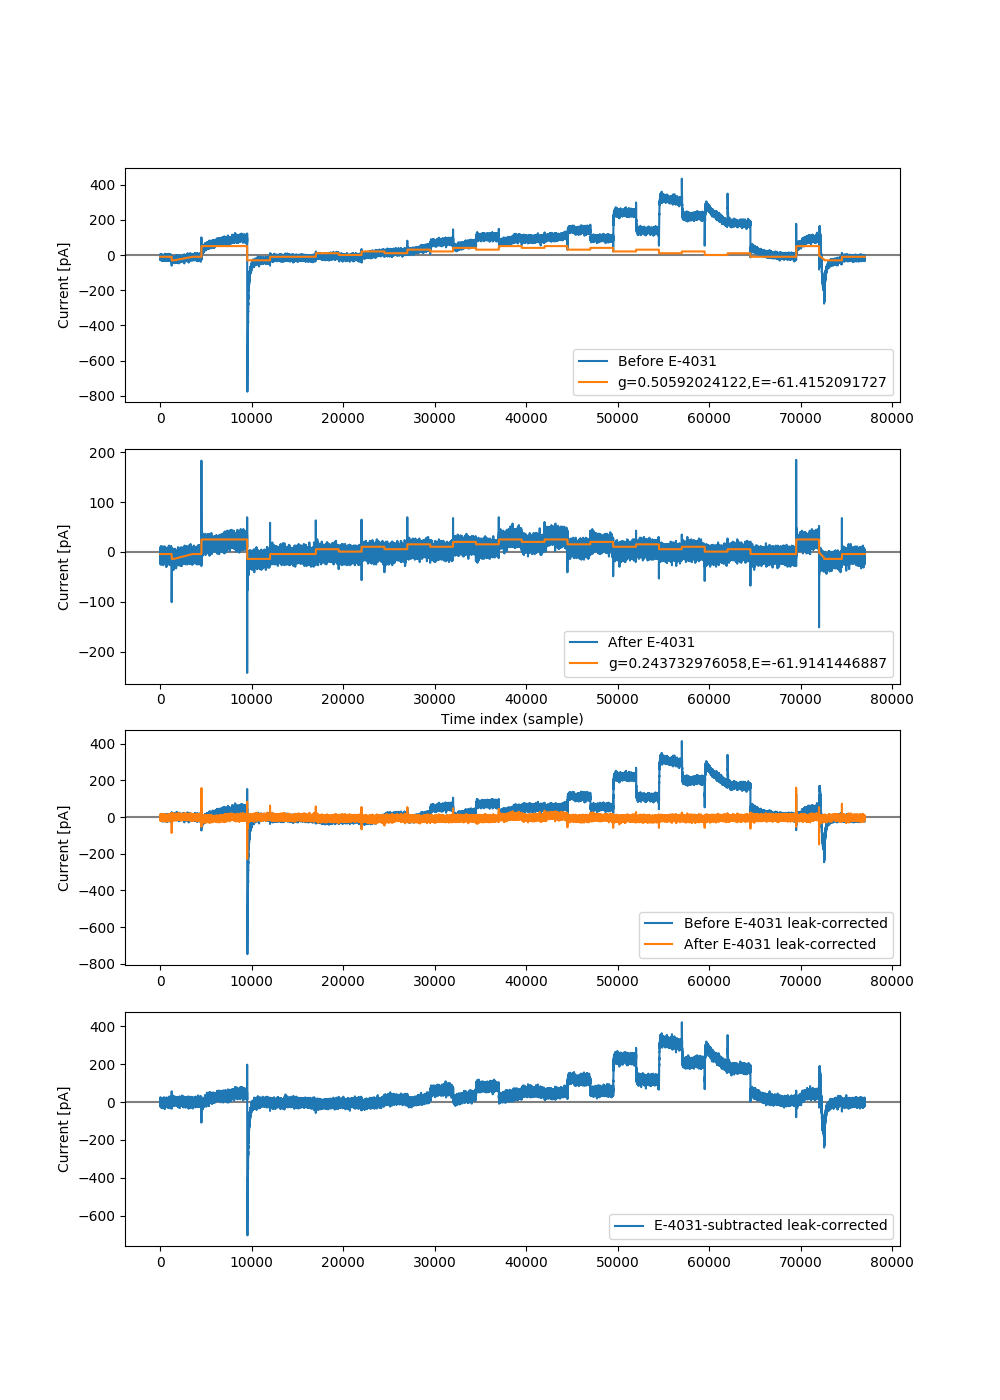 400
200
0
−200
−400
−600
−800
Current [pA]
Before E-4031
g=0.50592024122,E=-61.4152091727
0 10000 20000 30000 40000 50000 60000 70000 80000
200
100
0
−100
−200
Current [pA]
After E-4031
g=0.243732976058,E=-61.9141446887
0 10000 20000 30000 40000 50000 60000 70000 80000
Time index (sample)
400
200
0
−200
−400
−600
−800
Current [pA]
Before E-4031 leak-corrected
After E-4031 leak-corrected
0 10000 20000 30000 40000 50000 60000 70000 80000
400
200
0
−200
−400
−600
Current [pA]
E-4031-subtracted leak-corrected
0 10000 20000 30000 40000 50000 60000 70000 80000